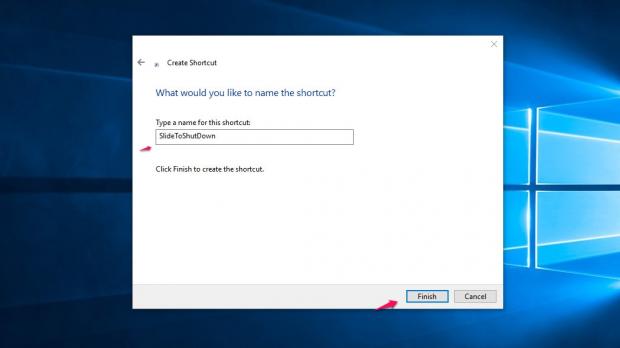 Create Shortcut
What would you like to name the shortcut?
Type a name for this shortcut:
SlideToShutDown
Click Finish to create the shortcut.
Finish
Cancel